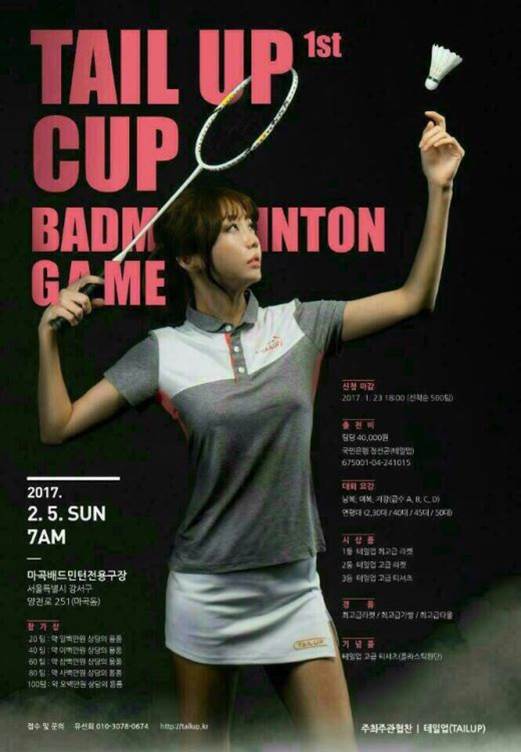 TAIL UP 1st
CUP
BADMINTON
GAME
신청 마감
2017. 1. 23 18:00 (선착순 560팀)
출 전 비
팀당 40,000원
국민은행 정선곤(테일업)
675001-04-241015
대회 요강
남복, 여복, 혼복(급수 A, B, C, D)
연령대 (2,30대 / 40대 / 45대 / 50대)
시 상 품
1등 테일업 최고급 라켓
2등 테일업 고급 라켓
3등 테일업 고급 티셔츠
경 품
최고급라켓 / 최고급가방 / 최고급타올
기 념 품
테일업 고급 티셔츠
2017.
2. 5. SUN
7AM
마곡배드민턴전용구장
서울특별시 강서구
양천로 251(마곡동)
참 가 상
20팀 : 약 일백만원 상당의 용품
40팀 : 약 이백만원 상당의 용품
60팀 : 약 삼백만원 상당의 용품
80팀 : 약 사백만원 상당의 용품
100팀 : 약 오백만원 상당의 용품
TAILUP
접수 및 문의 유선회 010-3078-0674 http://tailup.kr
주최주관협찬 | 테일업(TAILUP)